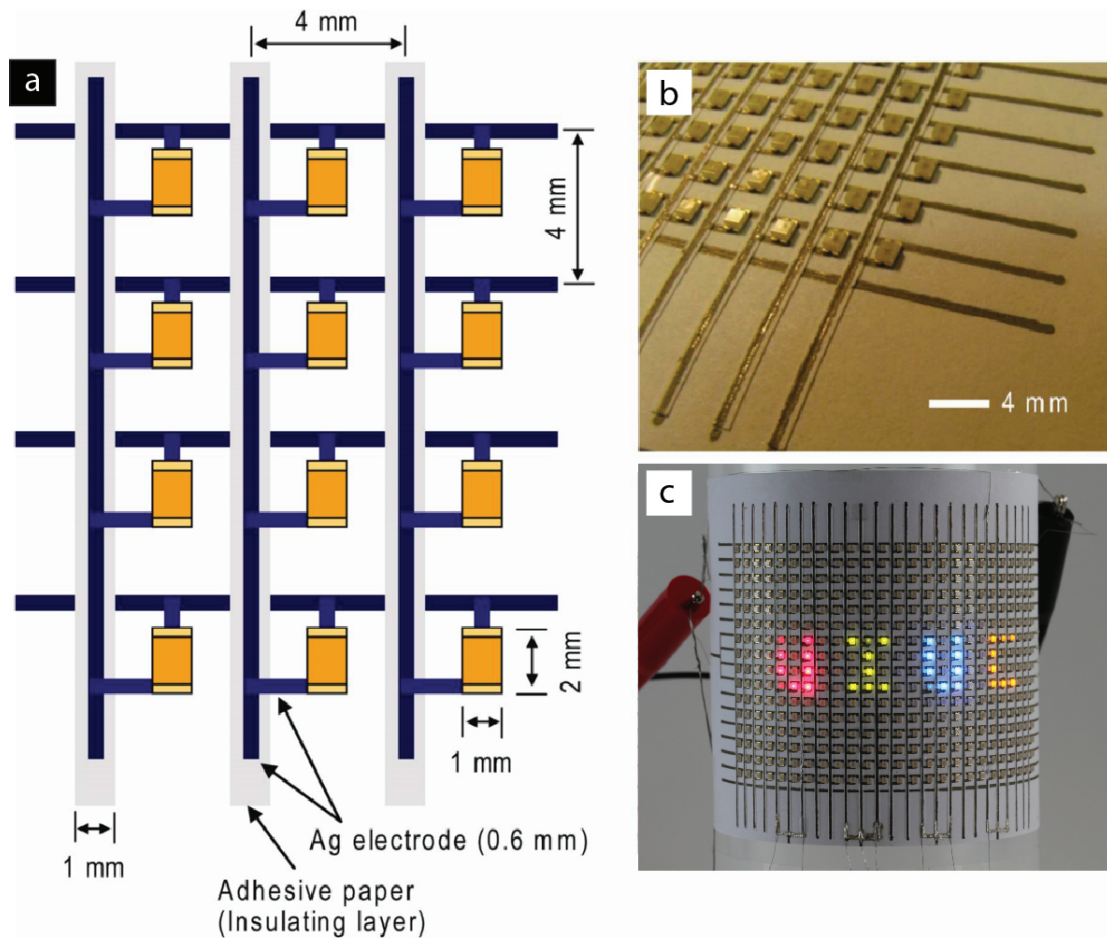 a
4 mm
4 mm
2 mm
1 mm
1 mm
Ag electrode (0.6 mm)
Adhesive paper
(Insulating layer)
b
4 mm
c
UIUC